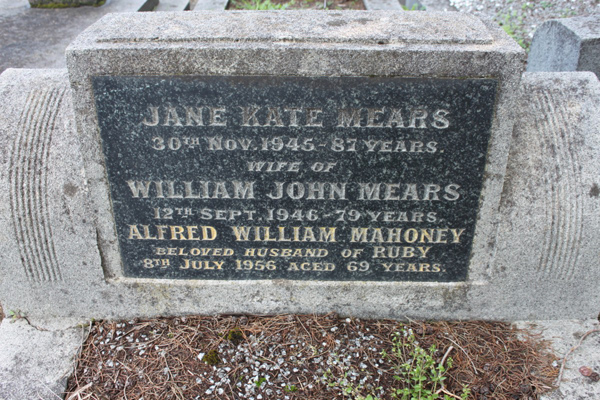 JANE KATE MEARS
30TH NOV. 1945 - 87 YEARS.
WIFE OF
WILLIAM JOHN MEARS
12TH SEPT. 1946 - 79 YEARS.
ALFRED WILLIAM MAHONEY
BELOVED HUSBAND OF RUBY
8TH JULY 1956 AGED 69 YEARS.